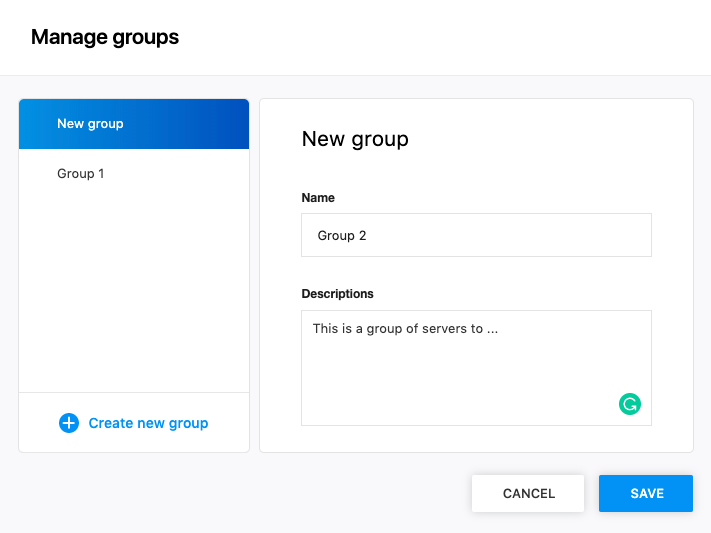 Manage groups
New group
Group 1
Create new group
New group
Name
Group 2
Descriptions
This is a group of servers to ...
CANCEL
SAVE